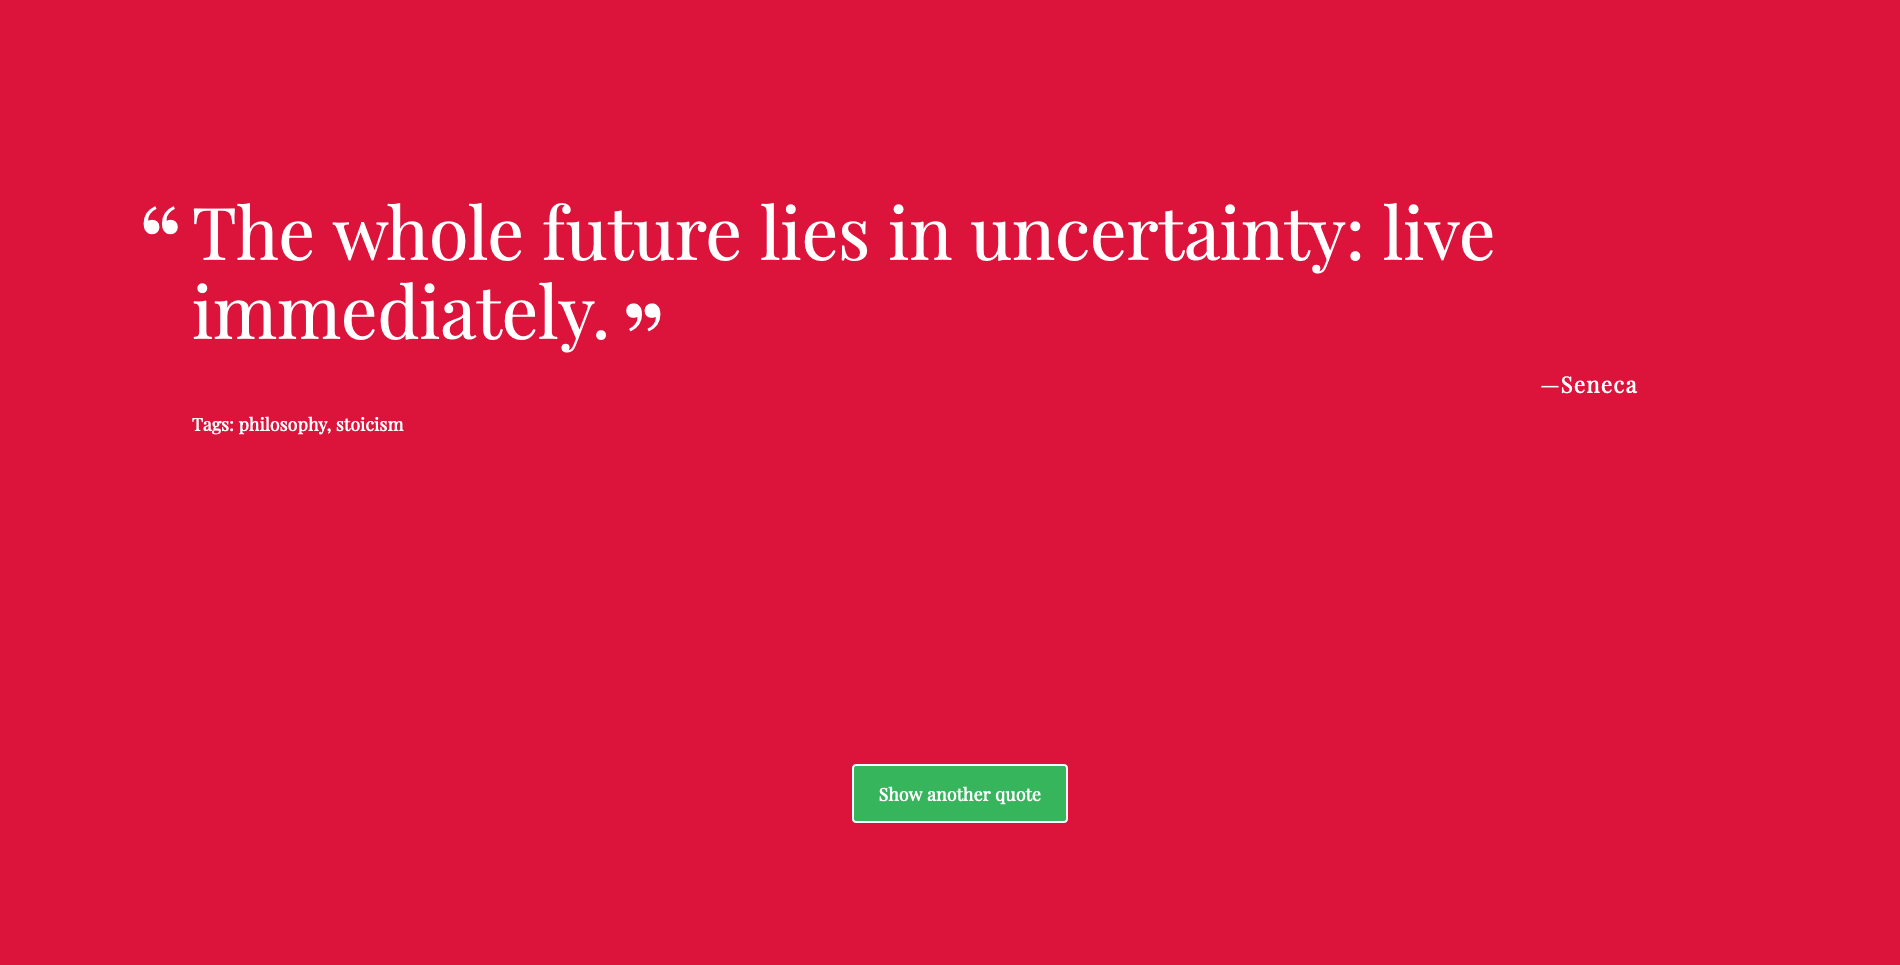 “The whole future lies in uncertainty: live
immediately.”
—Seneca
Tags: philosophy, stoicism
Show another quote